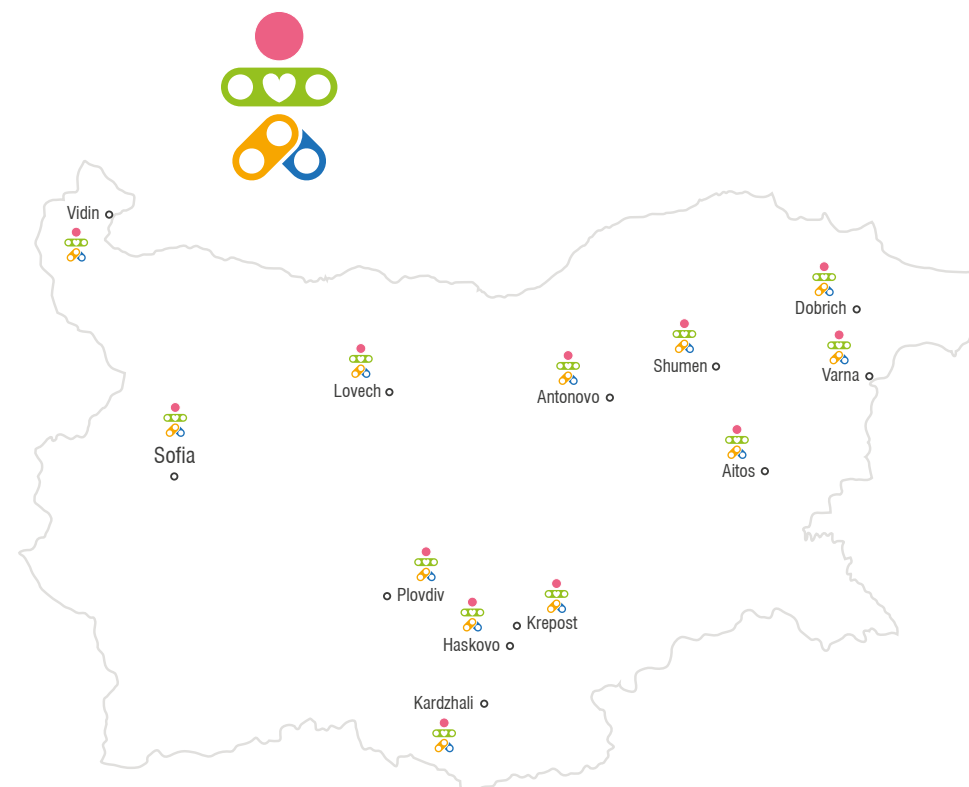 Vidin
Dobrich
Shumen
Varna
Lovech
Antonovo
Sofia
Aitos
Plovdiv
Krepost
Haskovo
Kardzhali